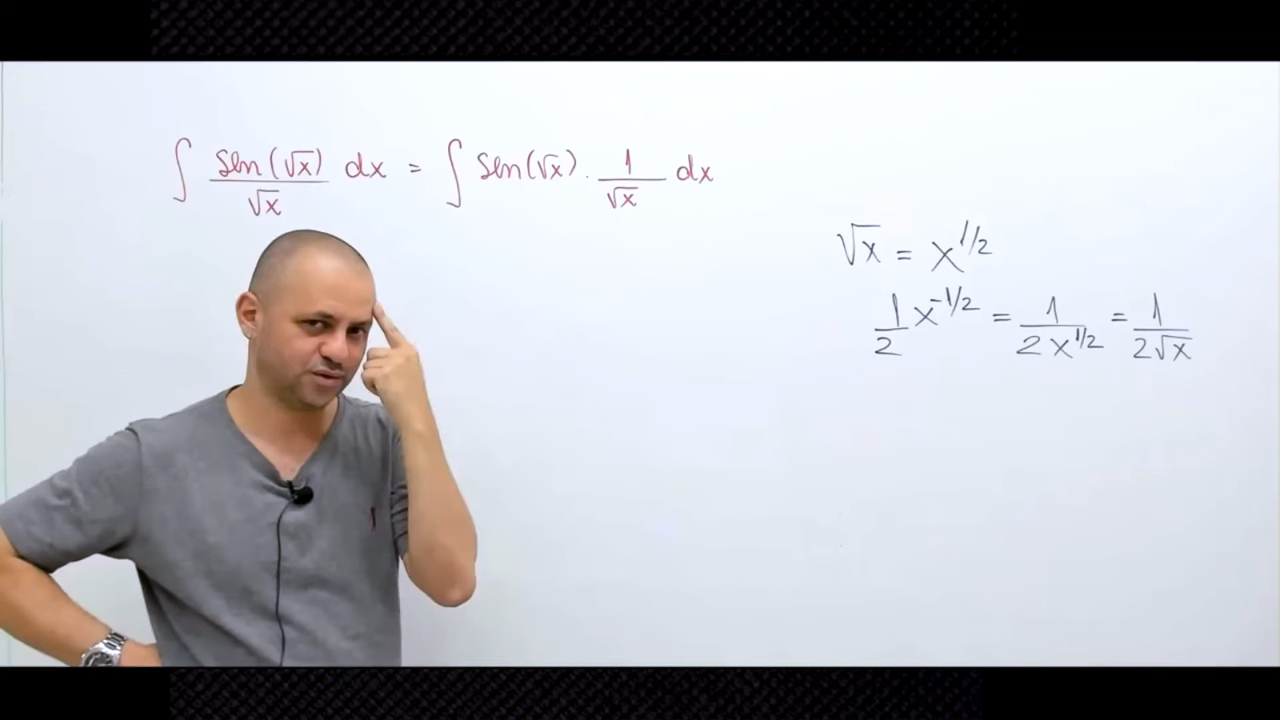 ∫ sen(√x)/√x dx = ∫ sen(√x) · 1/√x dx
√x = x^1/2
1/2 x^-1/2 = 1/(2x^1/2) = 1/(2√x)